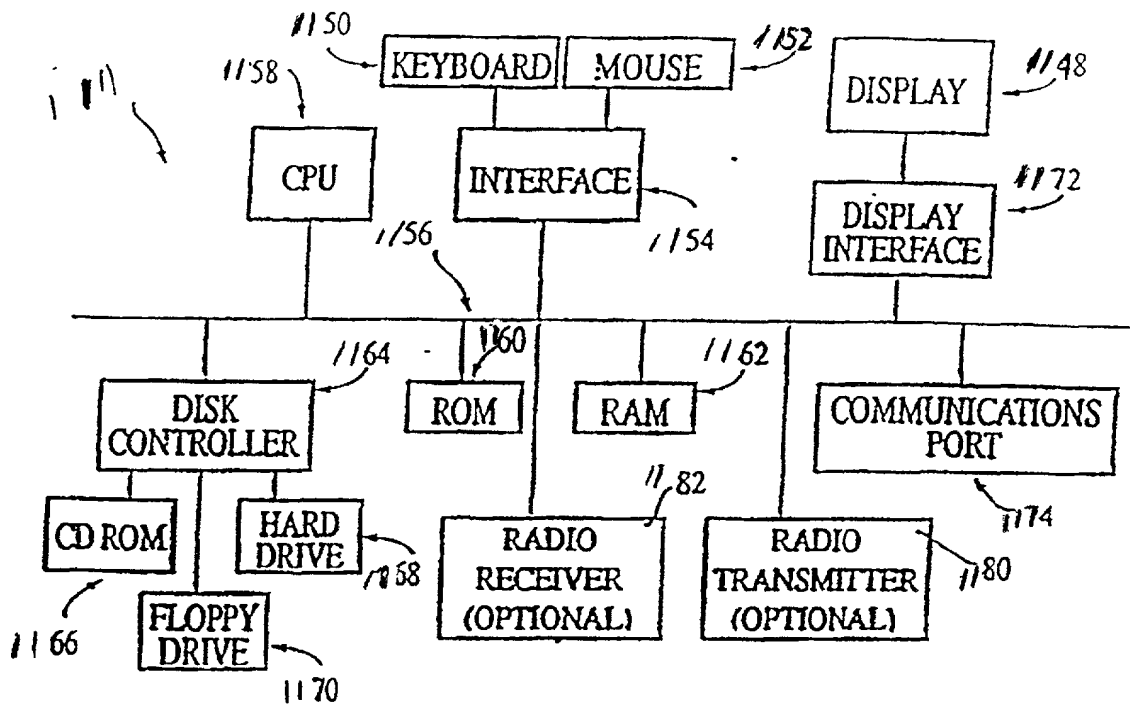 1150
1152
1158
KEYBOARD
MOUSE
1148
DISPLAY
CPU
INTERFACE
1172
DISPLAY
INTERFACE
1156
1154
1164
1160
1162
DISK
CONTROLLER
ROM
RAM
COMMUNICATIONS
PORT
1182
1174
CD ROM
HARD
DRIVE
RADIO
RECEIVER
(OPTIONAL)
RADIO
TRANSMITTER
(OPTIONAL)
1180
1168
FLOPPY
DRIVE
1166
1170